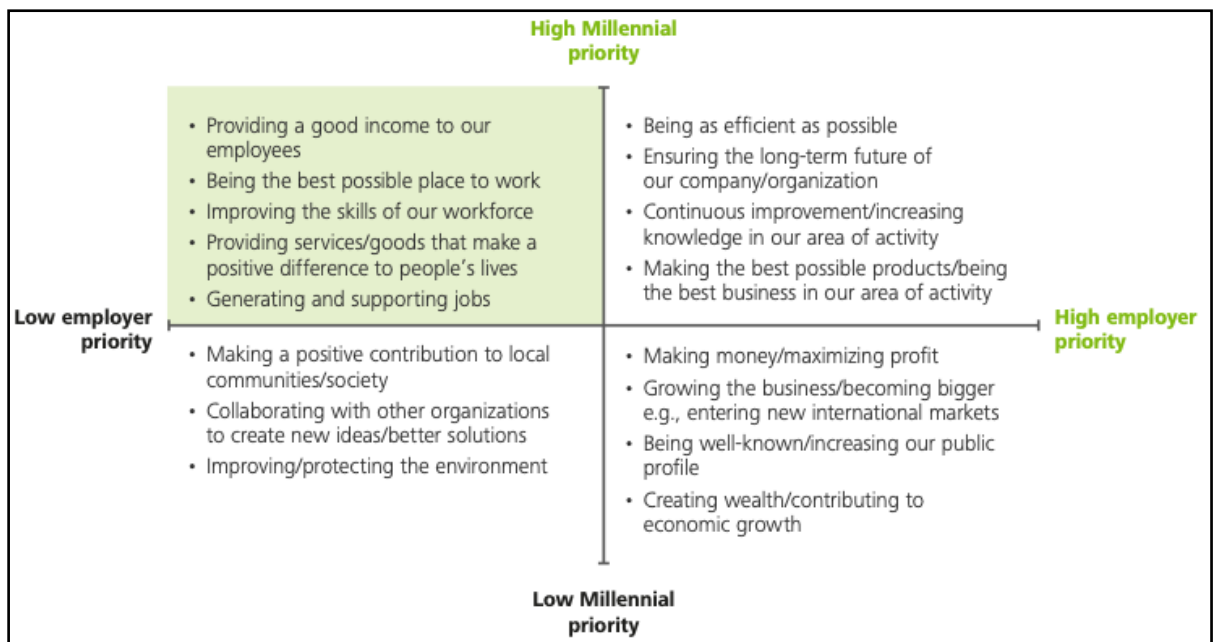 High Millennial
priority
• Providing a good income to our
employees
• Being the best possible place to work
• Improving the skills of our workforce
• Providing services/goods that make a
positive difference to people’s lives
• Generating and supporting jobs
• Being as efficient as possible
• Ensuring the long-term future of
our company/organization
• Continuous improvement/increasing
knowledge in our area of activity
• Making the best possible products/being
the best business in our area of activity
Low employer
priority
High employer
priority
• Making a positive contribution to local
communities/society
• Collaborating with other organizations
to create new ideas/better solutions
• Improving/protecting the environment
• Making money/maximizing profit
• Growing the business/becoming bigger
e.g., entering new international markets
• Being well-known/increasing our public
profile
• Creating wealth/contributing to
economic growth
Low Millennial
priority